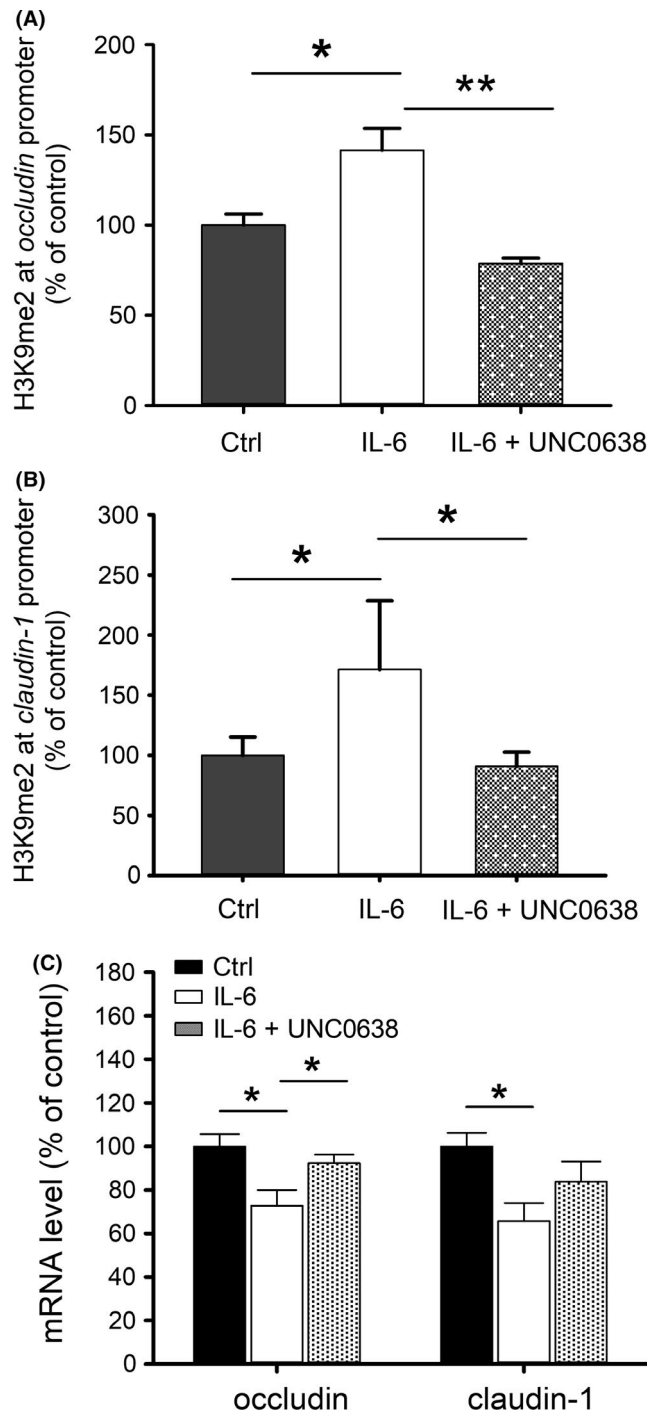 (A)
H3K9me2 at occludin promoter
(% of control)
200
150
100
50
0
*
**
Ctrl IL-6 IL-6 + UNC0638
(B)
H3K9me2 at claudin-1 promoter
(% of control)
300
250
200
150
100
50
0
*
*
Ctrl IL-6 IL-6 + UNC0638
(C)
mRNA level (% of control)
180
160
140
120
100
80
60
40
20
0
Ctrl
IL-6
IL-6 + UNC0638
*
*
*
occludin claudin-1